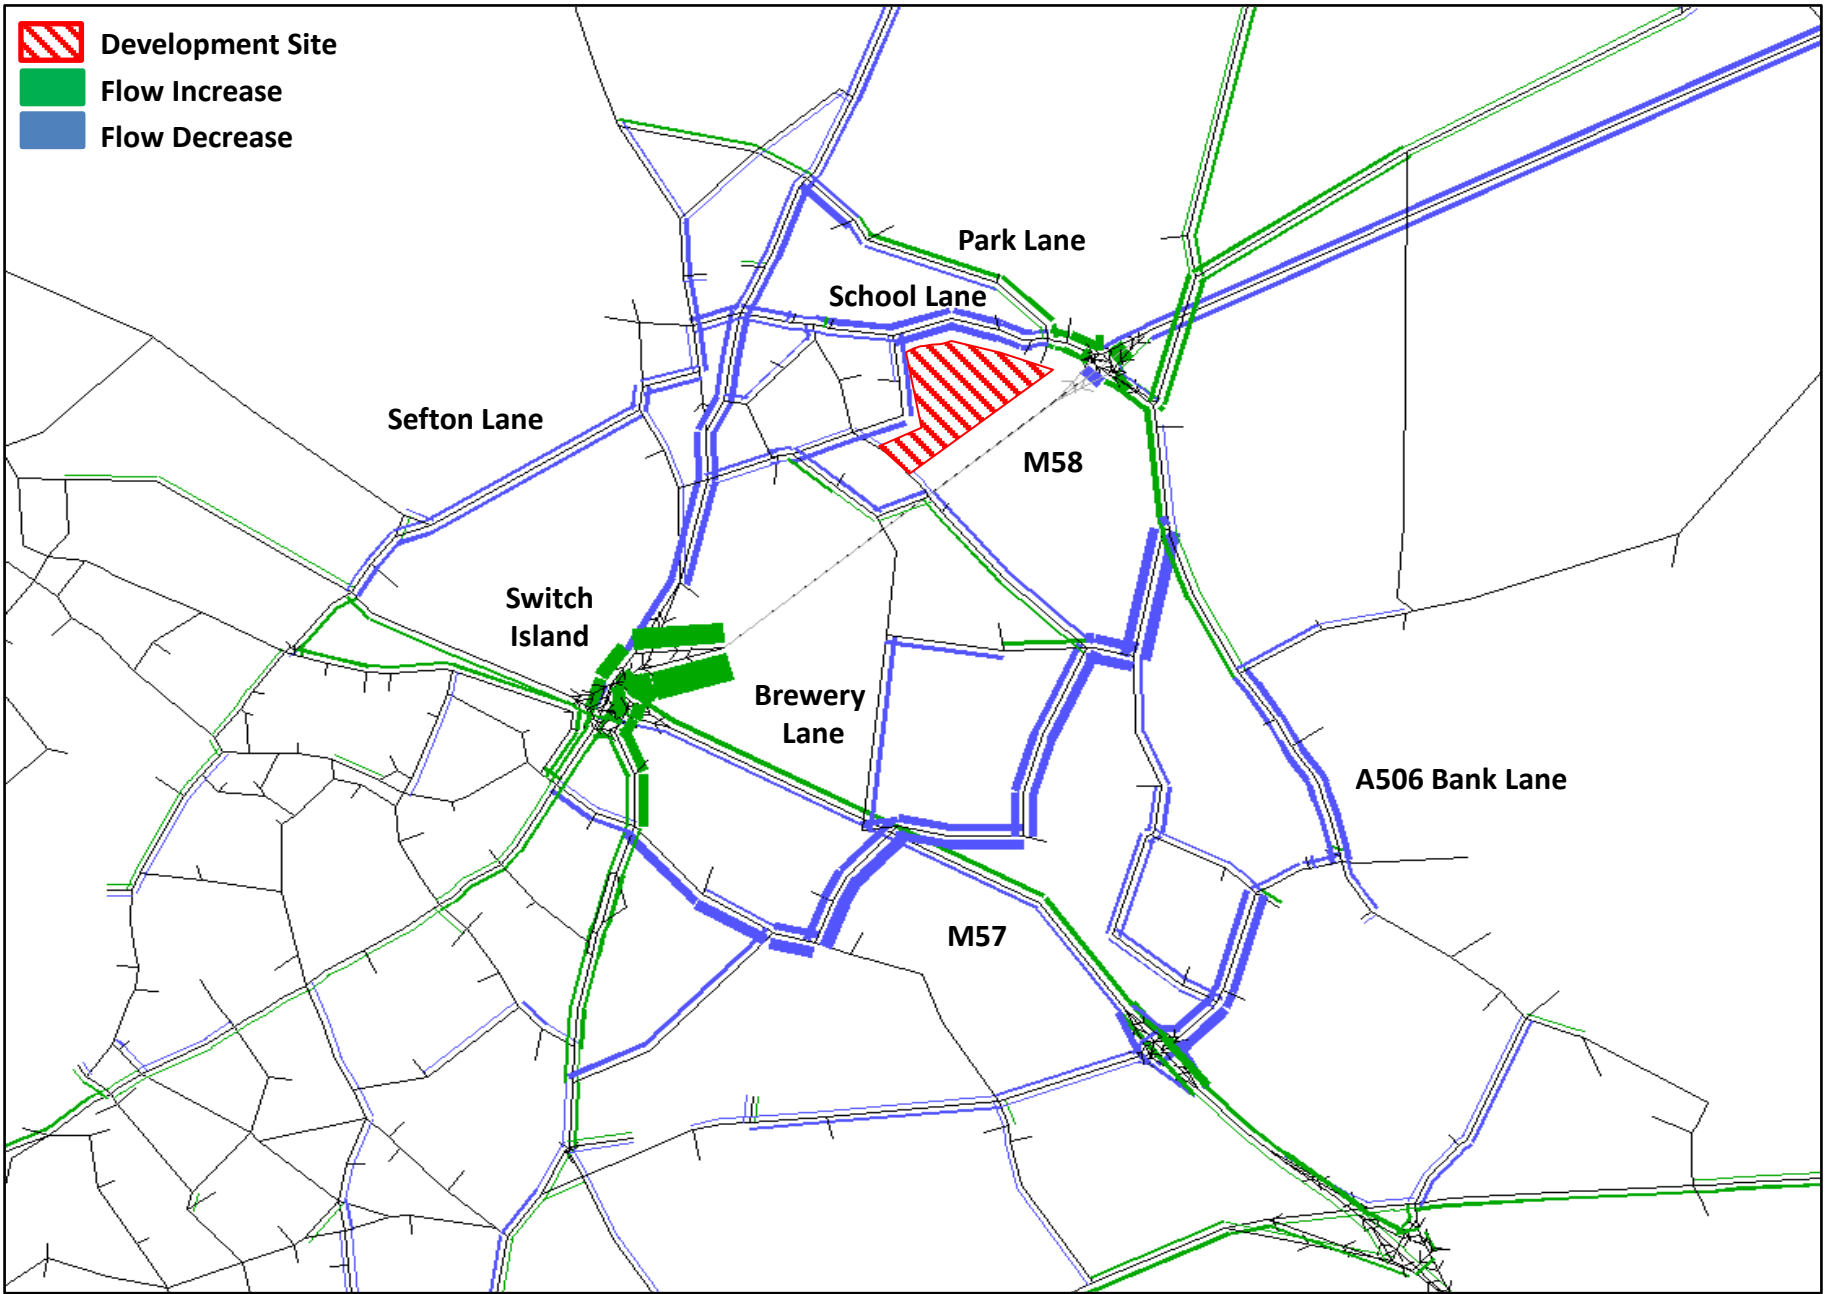 Development Site
Flow Increase
Flow Decrease
Park Lane
School Lane
Sefton Lane
M58
Switch
Island
Brewery
Lane
A506 Bank Lane
M57